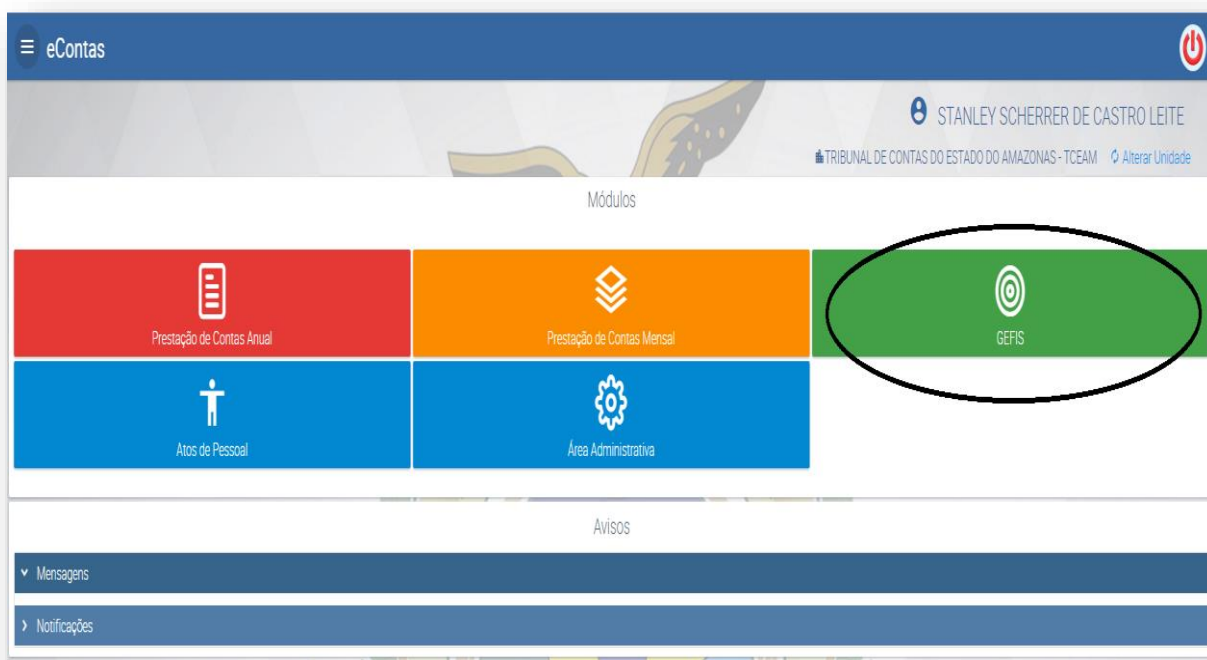 eContas
STANLEY SCHERRER DE CASTRO LEITE
TRIBUNAL DE CONTAS DO ESTADO DO AMAZONAS - TCEAM Alterar Unidade
Módulos
Prestação de Contas Anual
Prestação de Contas Mensal
GEFIS
Atos de Pessoal
Área Administrativa
Avisos
Mensagens
Notificações